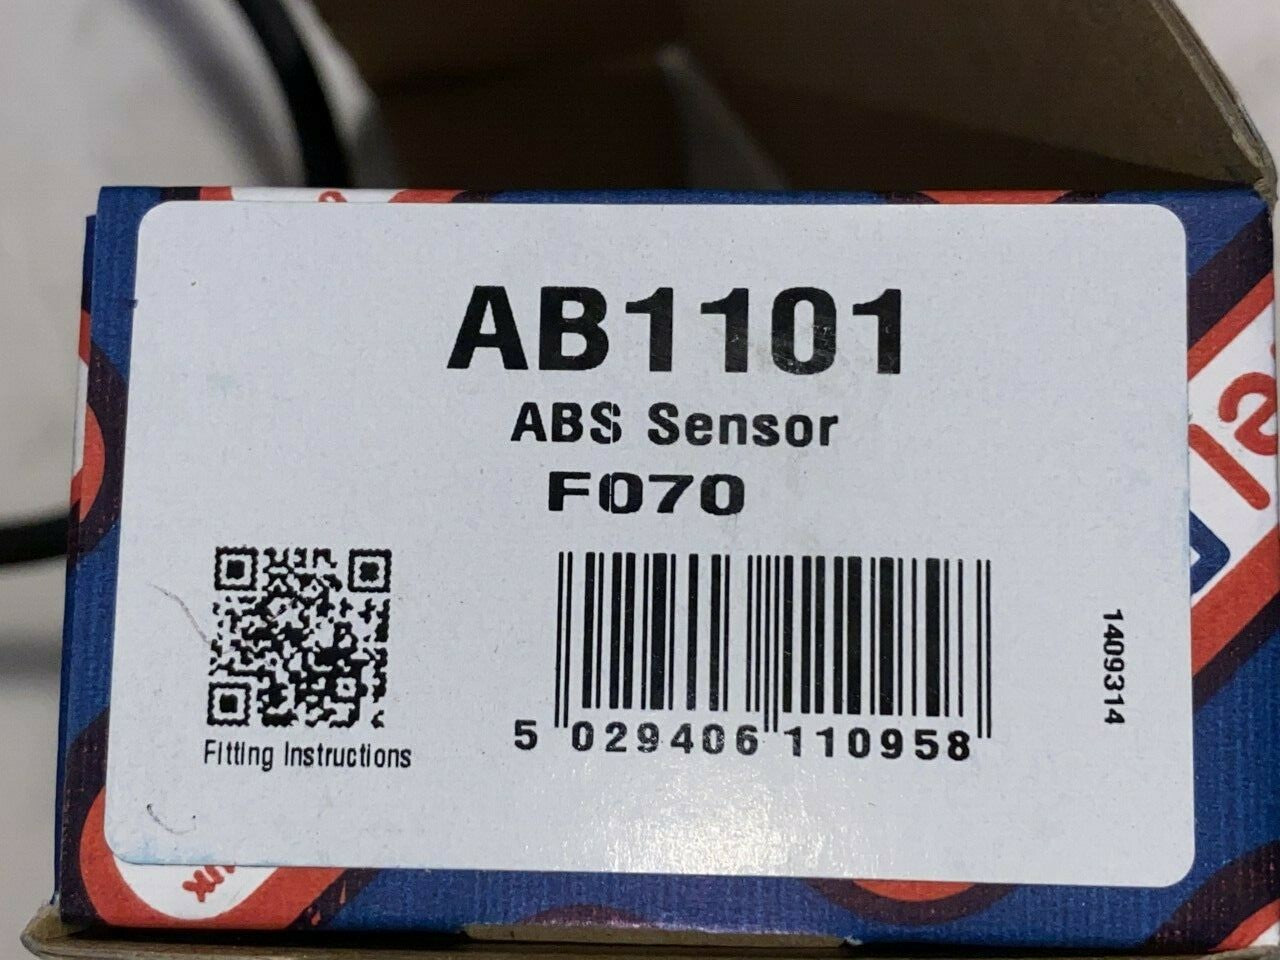 AB1101
ABS Sensor
F070
Fitting Instructions
5 029406 110958
1409314